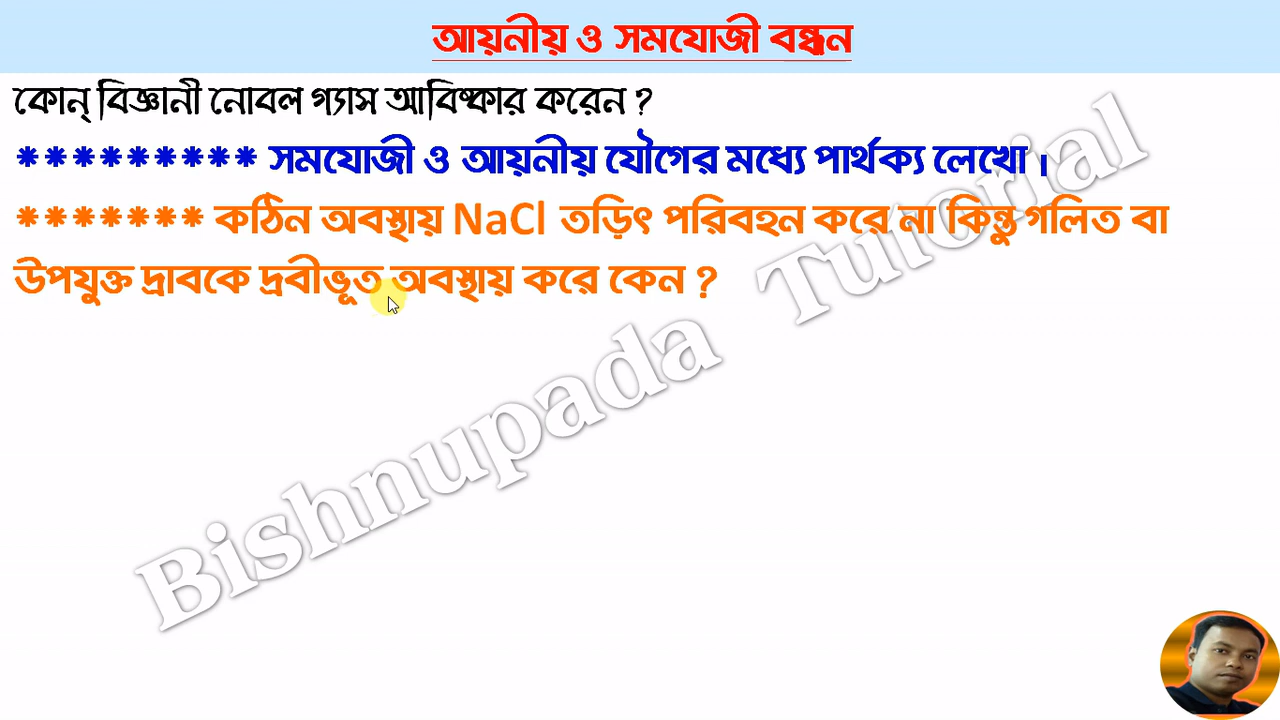 আয়নীয় ও সমযোজী বন্ধন
কোন্ বিজ্ঞানী নোবল গ্যাস আবিষ্কার করেন ?
********* সমযোজী ও আয়নীয় যৌগের মধ্যে পার্থক্য লেখো ।
******* কঠিন অবস্থায় NaCl তড়িৎ পরিবহন করে না কিন্তু গলিত বা
উপযুক্ত দ্রাবকে দ্রবীভূত অবস্থায় করে কেন ?
Bishnupada Tutorial